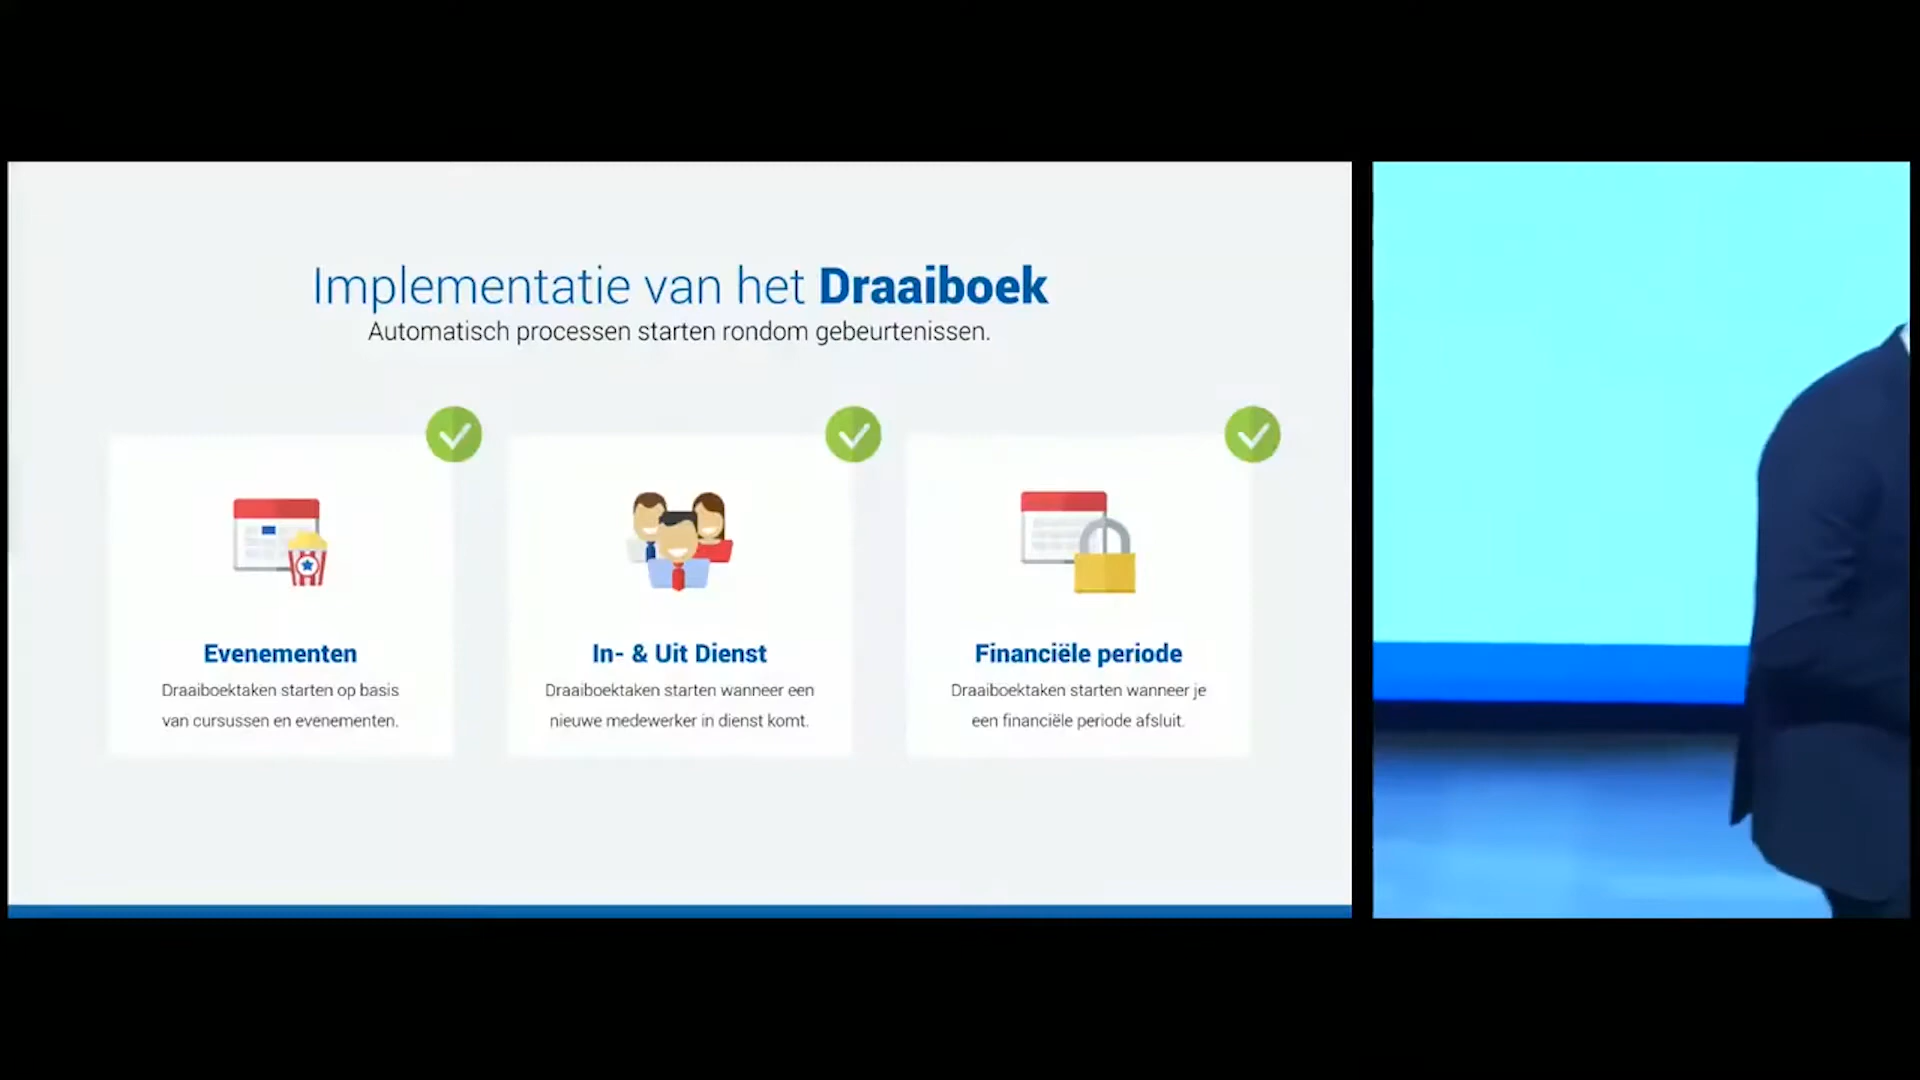 Implementatie van het Draaiboek
Automatisch processen starten rondom gebeurtenissen.
Evenementen
Draaiboektaken starten op basis
van cursussen en evenementen.
In- & Uit Dienst
Draaiboektaken starten wanneer een
nieuwe medewerker in dienst komt.
Financiële periode
Draaiboektaken starten wanneer je
een financiële periode afsluit.